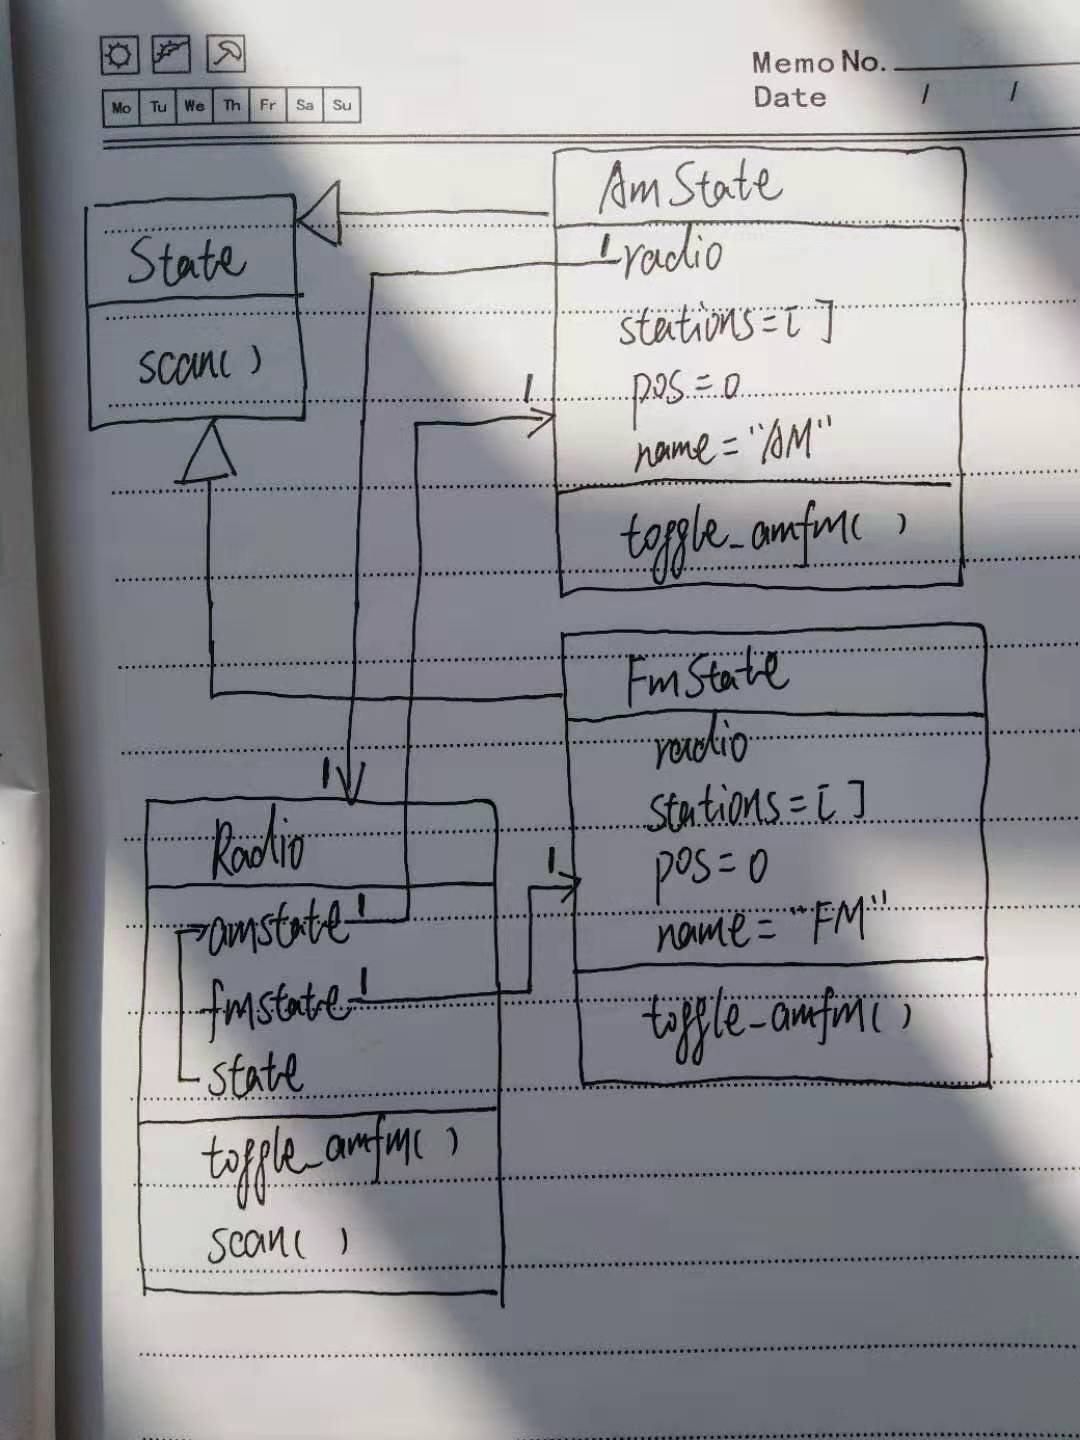 Memo No.
Date / /
Mo Tu We Th Fr Sa Su
State
scan()
AmState
1 radio
stations=[]
pos=0
name="AM"
toggle_amfm()
1
FmState
radio
stations=[]
pos=0
name="FM"
toggle_amfm()
1
1
Radio
amstate 1
fmstate 1
state
toggle_amfm()
scan()